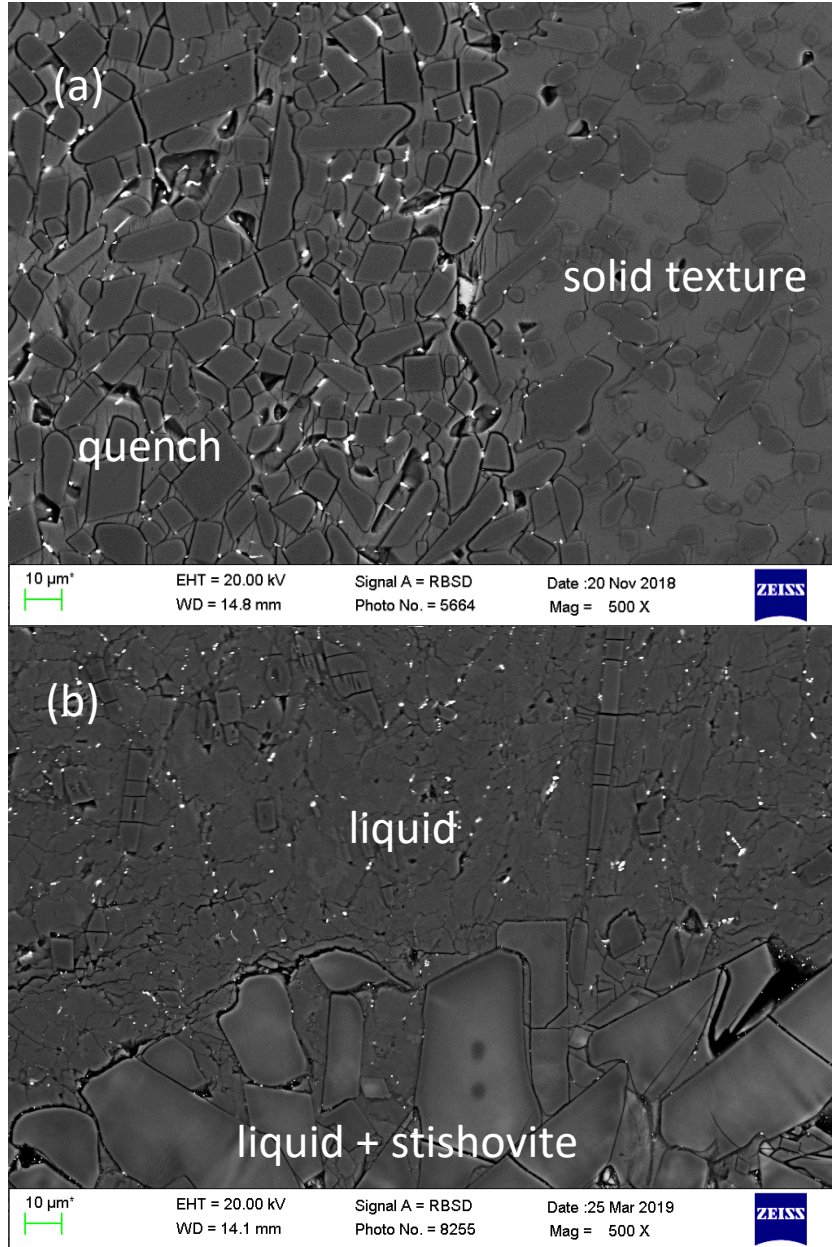 (a)
solid texture
quench
10 µm*
EHT = 20.00 kV
Signal A = RBSD
Date :20 Nov 2018
WD = 14.8 mm
Photo No. = 5664
Mag = 500 X
ZEISS
(b)
liquid
liquid + stishovite
10 µm*
EHT = 20.00 kV
Signal A = RBSD
Date :25 Mar 2019
WD = 14.1 mm
Photo No. = 8255
Mag = 500 X
ZEISS